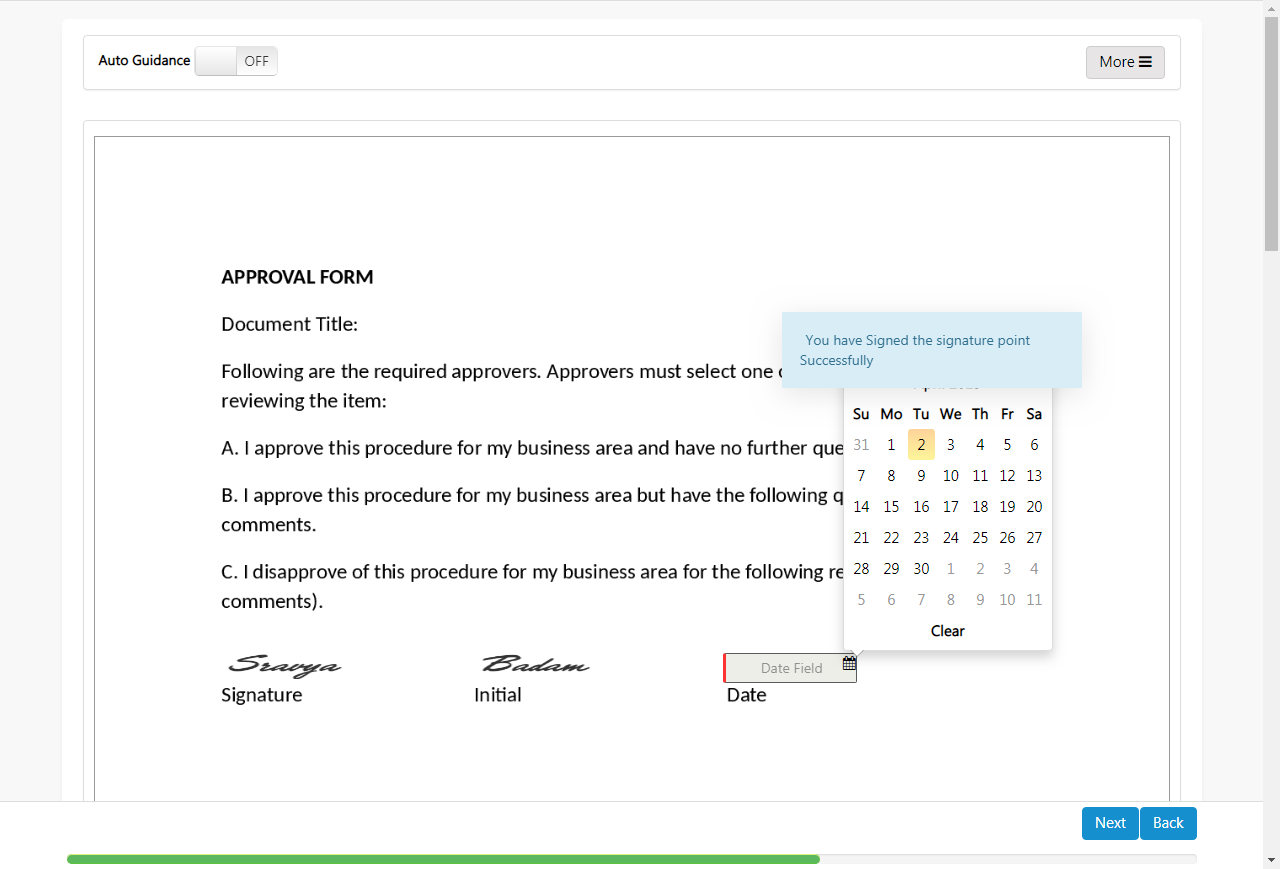 Auto Guidance OFF More
APPROVAL FORM
Document Title:
Following are the required approvers. Approvers must select one
reviewing the item:
A. I approve this procedure for my business area and have no further que
B. I approve this procedure for my business area but have the following q
comments.
C. I disapprove of this procedure for my business area for the following re
comments).
You have Signed the signature point
Successfully
Su Mo Tu We Th Fr Sa
31 1 2 3 4 5 6
7 8 9 10 11 12 13
14 15 16 17 18 19 20
21 22 23 24 25 26 27
28 29 30 1 2 3 4
5 6 7 8 9 10 11
Clear
Sravya Badam Date Field
Signature Initial Date
Next Back